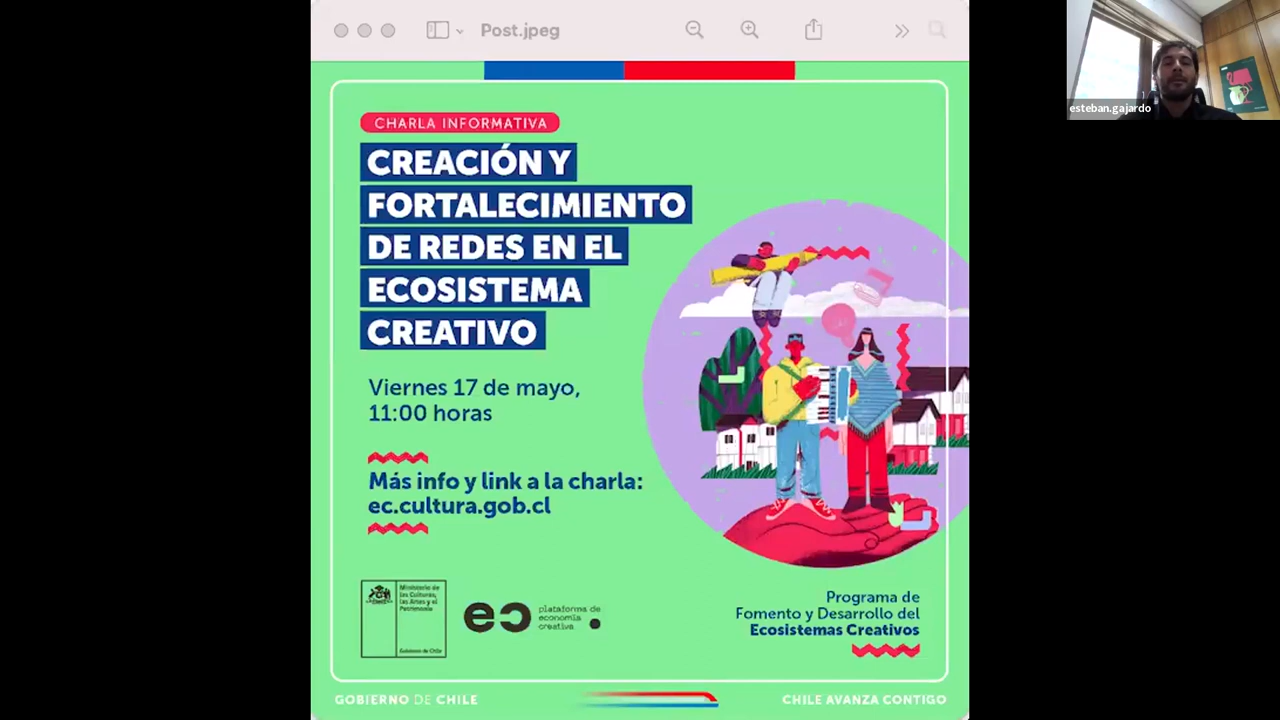 Post.jpeg
esteban.gajardo
CHARLA INFORMATIVA
CREACIÓN Y
FORTALECIMIENTO
DE REDES EN EL
ECOSISTEMA
CREATIVO
Viernes 17 de mayo,
11:00 horas
Más info y link a la charla:
ec.cultura.gob.cl
Ministerio de
las Culturas,
las Artes y el
Patrimonio
Gobierno de Chile
ec
plataforma de
economía
creativa
Programa de
Fomento y Desarrollo del
Ecosistemas Creativos
GOBIERNO DE CHILE
CHILE AVANZA CONTIGO